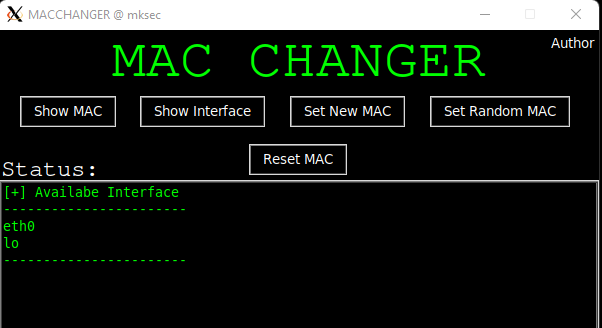 MACCHANGER @ mksec
Author
MAC CHANGER
Show MAC
Show Interface
Set New MAC
Set Random MAC
Reset MAC
Status:
[+] Availabe Interface
-----------------------
eth0
lo
-----------------------